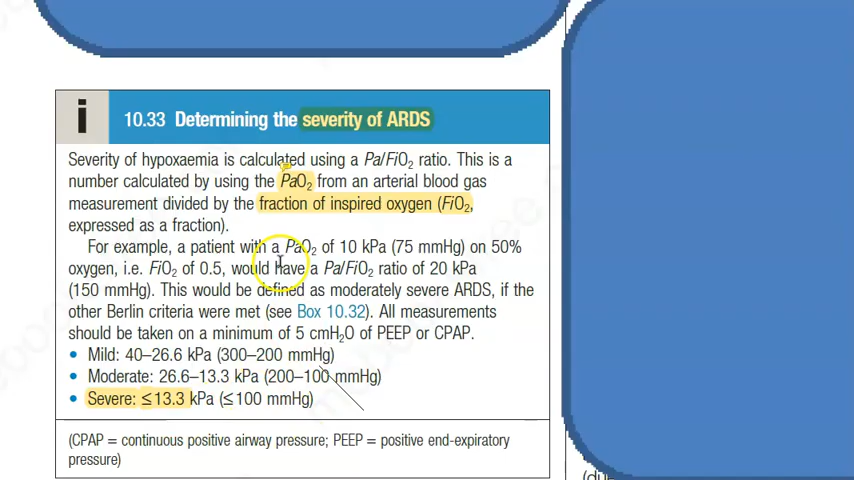 i 10.33 Determining the severity of ARDS
Severity of hypoxaemia is calculated using a Pa/FiO₂ ratio. This is a
number calculated by using the PaO₂ from an arterial blood gas
measurement divided by the fraction of inspired oxygen (FiO₂,
expressed as a fraction).
For example, a patient with a PaO₂ of 10 kPa (75 mmHg) on 50%
oxygen, i.e. FiO₂ of 0.5, would have a Pa/FiO₂ ratio of 20 kPa
(150 mmHg). This would be defined as moderately severe ARDS, if the
other Berlin criteria were met (see Box 10.32). All measurements
should be taken on a minimum of 5 cmH₂O of PEEP or CPAP.
• Mild: 40–26.6 kPa (300–200 mmHg)
• Moderate: 26.6–13.3 kPa (200–100 mmHg)
• Severe: ≤13.3 kPa (≤100 mmHg)
(CPAP = continuous positive airway pressure; PEEP = positive end-expiratory
pressure)